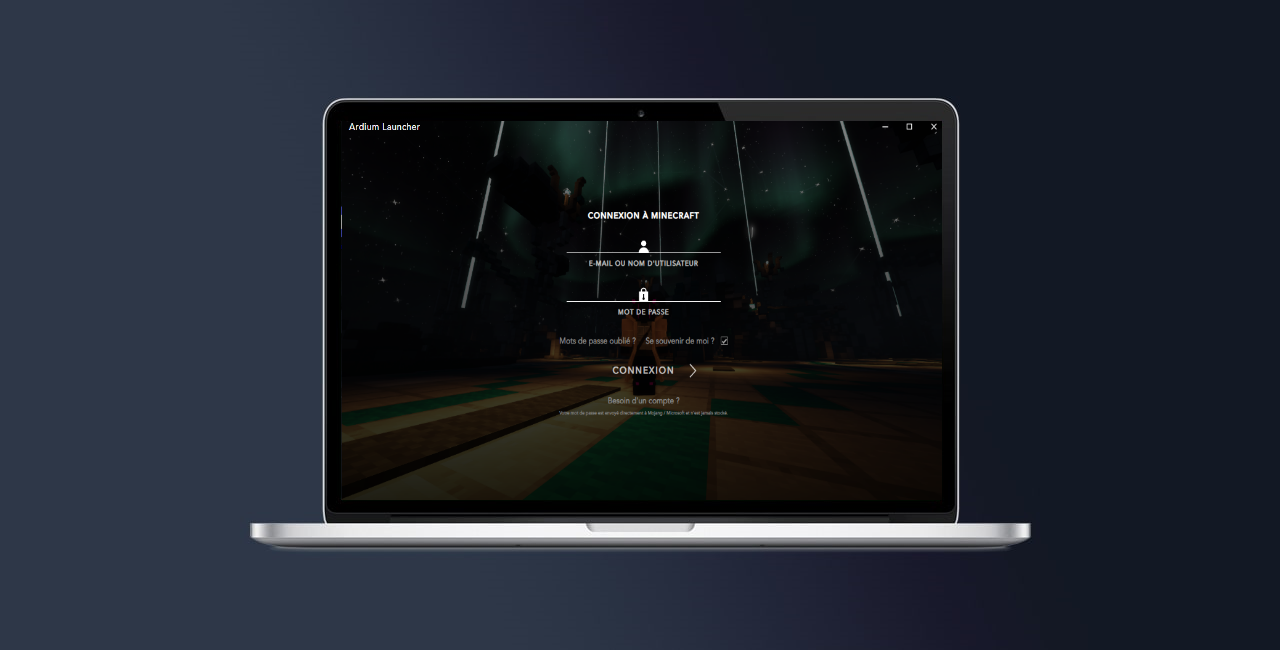 Ardium Launcher
CONNEXION À MINECRAFT
E-MAIL OU NOM D'UTILISATEUR
MOT DE PASSE
Mots de passe oublié ? Se souvenir de moi ?
CONNEXION
Besoin d'un compte ?
Votre mot de passe est envoyé directement à Mojang / Microsoft et n'est jamais stocké.